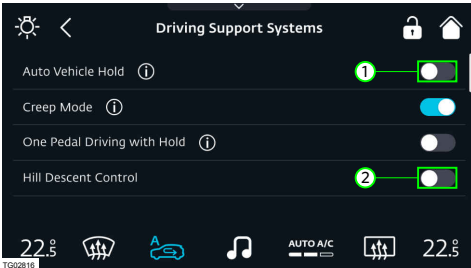 Driving Support Systems
Auto Vehicle Hold i
1
Creep Mode i
One Pedal Driving with Hold i
Hill Descent Control
2
22.5° A AUTO A/C 22.5°
TG02816